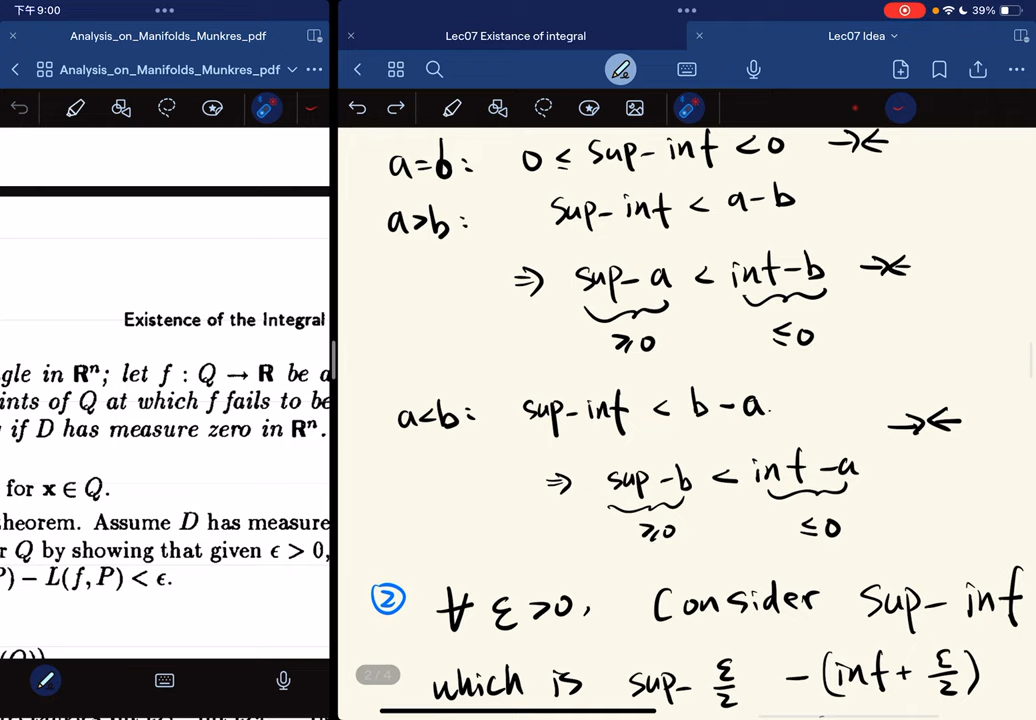 下午9:00
39%
Analysis_on_Manifolds_Munkres_pdf
Lec07 Existance of integral
Lec07 Idea
Analysis_on_Manifolds_Munkres_pdf
Existence of the Integral
gle in Rⁿ; let f : Q → R be a
ints of Q at which f fails to be
if D has measure zero in Rⁿ.
for x ∈ Q.
heorem. Assume D has measure
r Q by showing that given ϵ > 0,
P) − L(f, P) < ϵ.
a=b: 0 ≤ sup- inf < 0 →←
a>b: sup- inf < a-b
⇒ sup-a < inf-b →←
≥0 ≤0
a<b: sup-inf < b-a. →←
⇒ sup-b < inf-a
≥0 ≤0
② ∀ ε>0, Consider sup- inf
which is sup- ε/2 - (inf + ε/2)
2 / 4